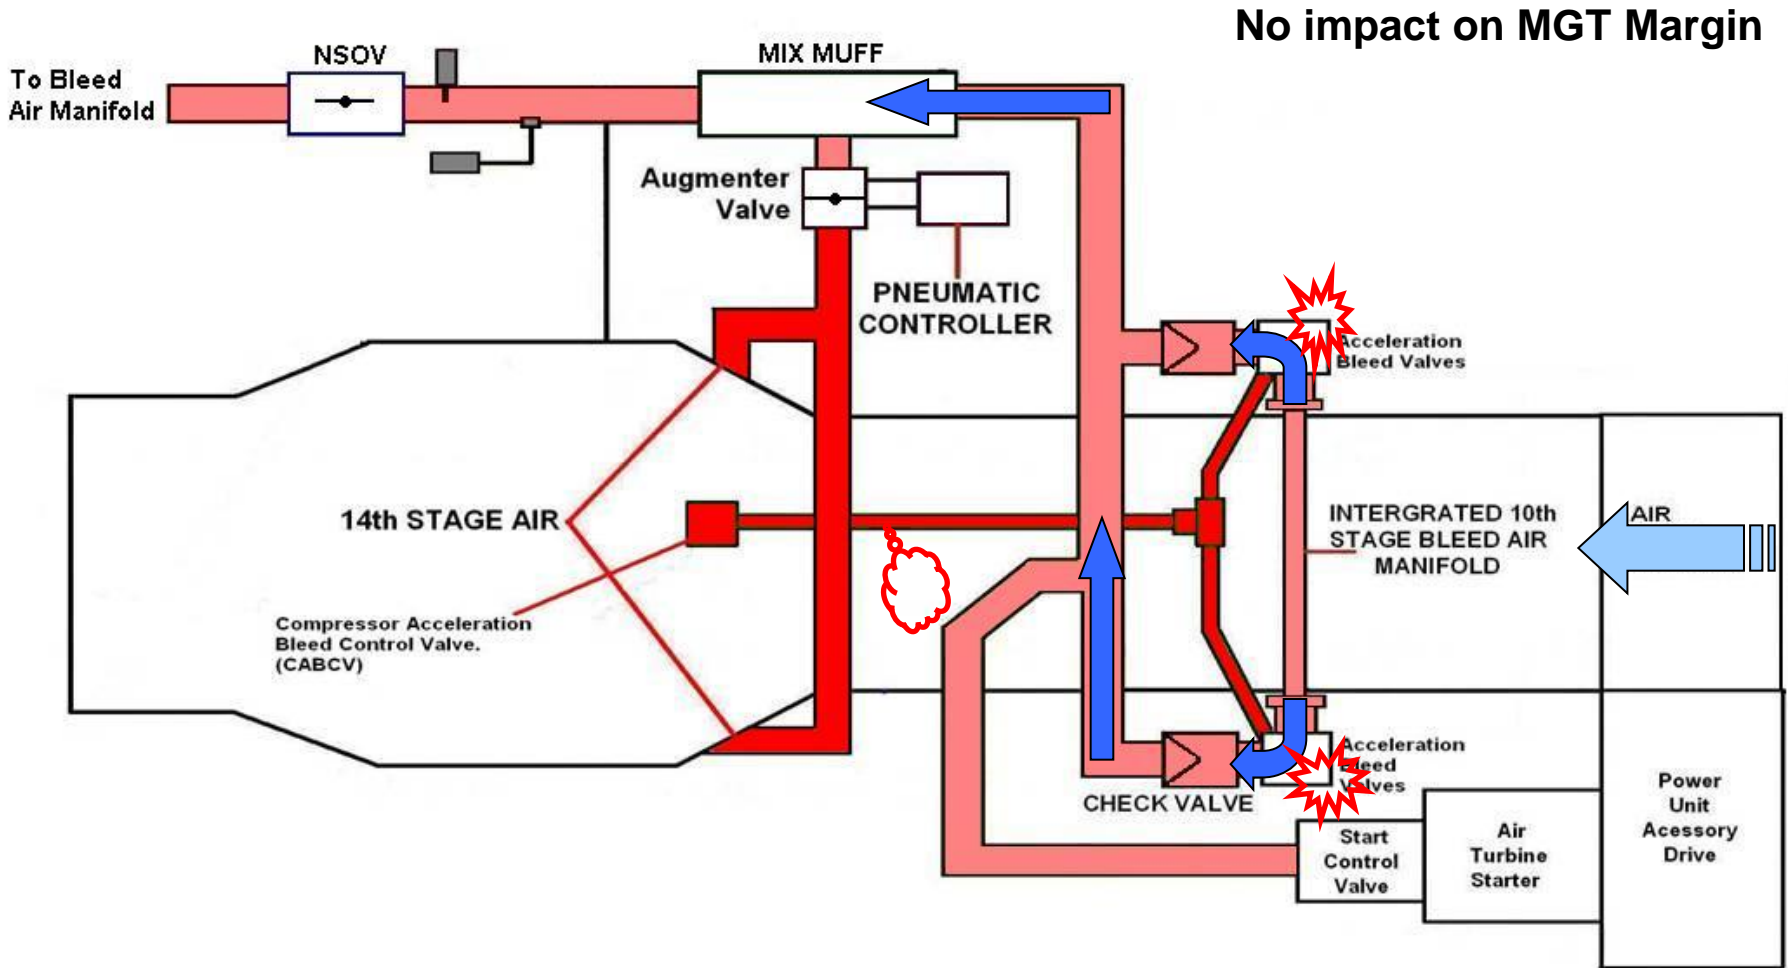 No impact on MGT Margin
NSOV
MIX MUFF
To Bleed
Air Manifold
Augmenter
Valve
PNEUMATIC
CONTROLLER
Acceleration
Bleed Valves
14th STAGE AIR
INTERGRATED 10th
STAGE BLEED AIR
MANIFOLD
AIR
Compressor Acceleration
Bleed Control Valve.
(CABCV)
Acceleration
Bleed
Valves
CHECK VALVE
Power
Unit
Acessory
Drive
Start
Control
Valve
Air
Turbine
Starter